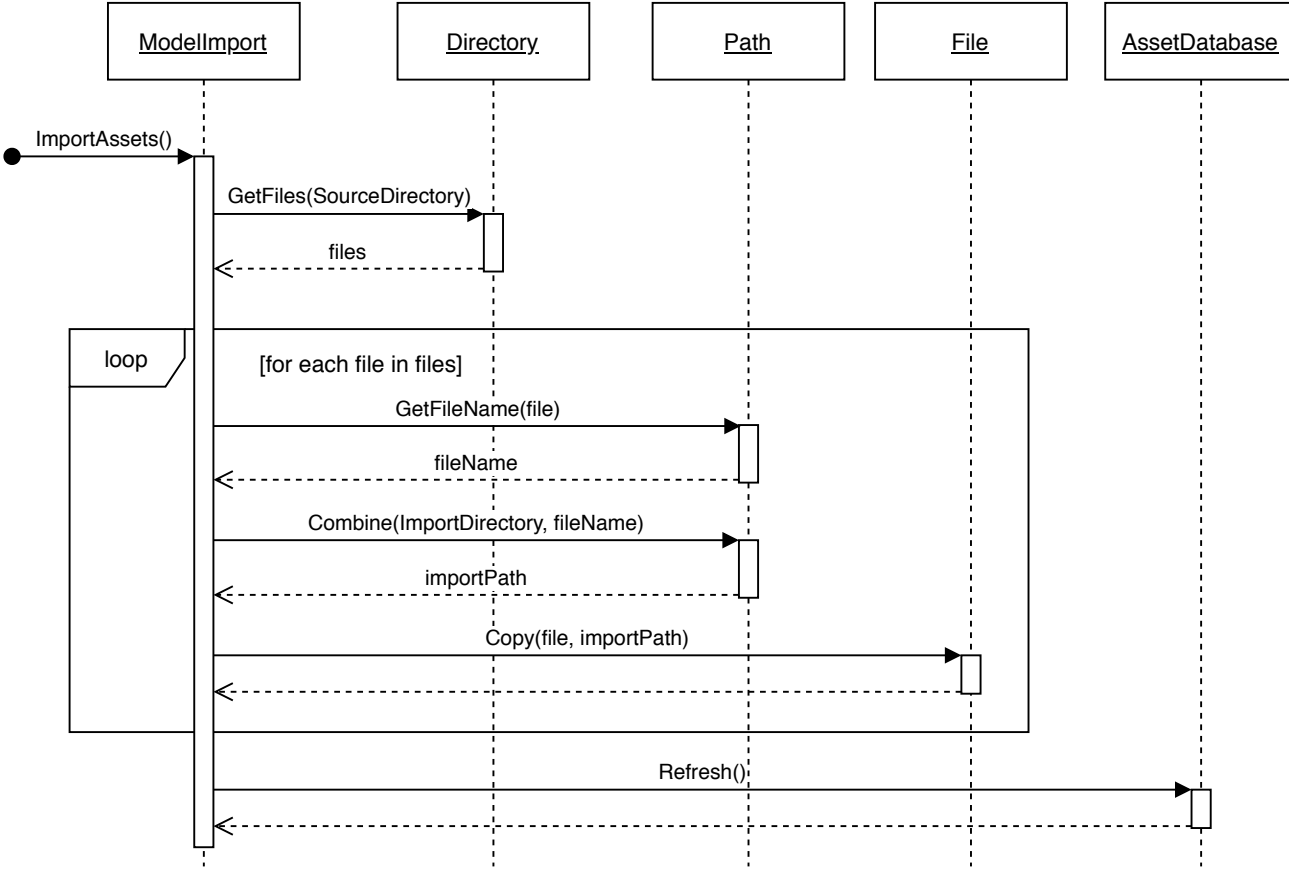 ModelImport
Directory
Path
File
AssetDatabase
ImportAssets()
GetFiles(SourceDirectory)
files
loop
[for each file in files]
GetFileName(file)
fileName
Combine(ImportDirectory, fileName)
importPath
Copy(file, importPath)
Refresh()